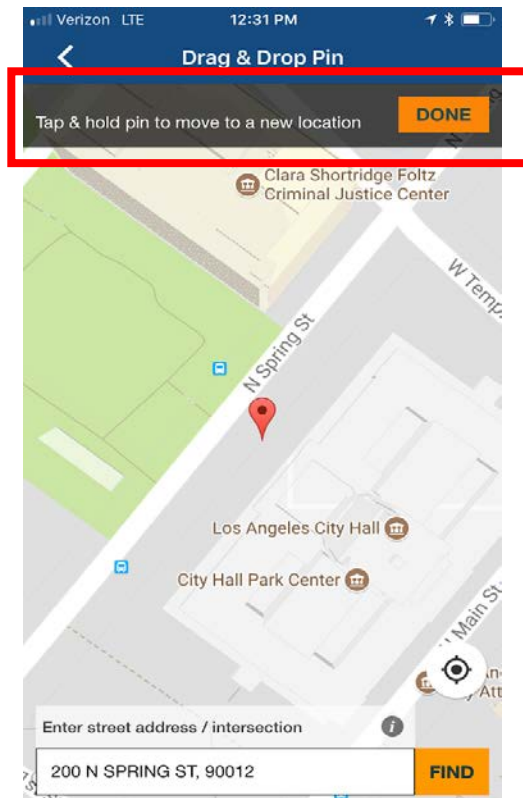 Verizon LTE 12:31 PM
Drag & Drop Pin
Tap & hold pin to move to a new location DONE
Clara Shortridge Foltz
Criminal Justice Center
W Temp
N Spring St
Los Angeles City Hall
City Hall Park Center
Main St
Enter street address / intersection
200 N SPRING ST, 90012 FIND